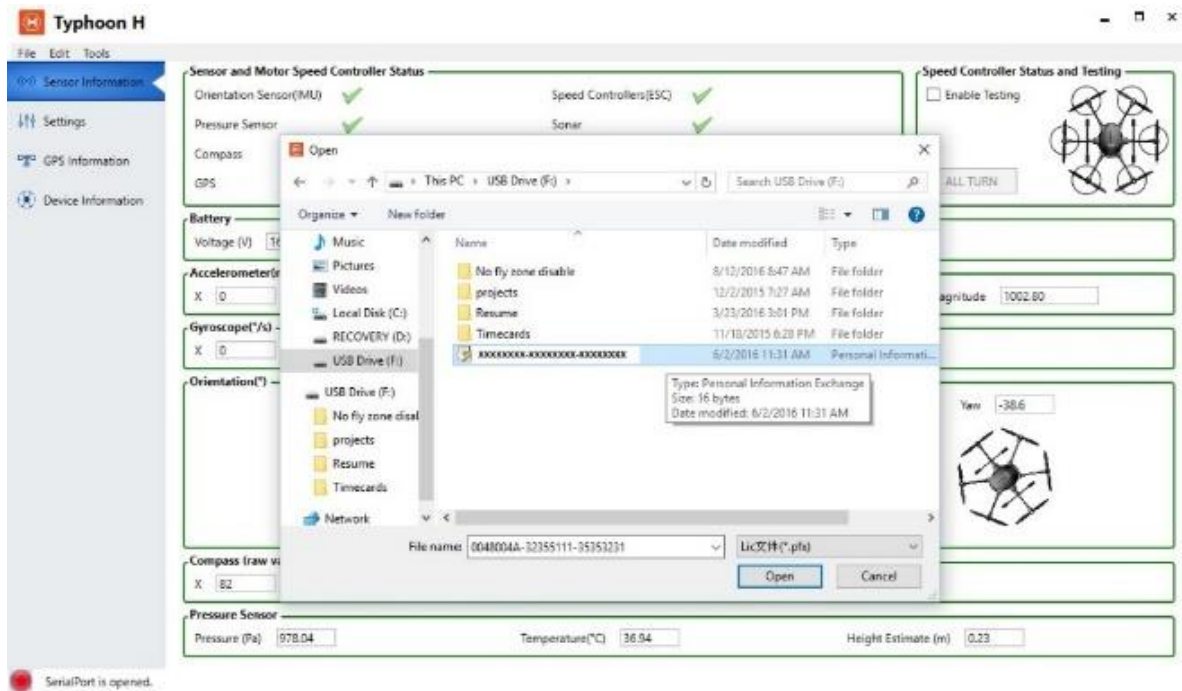 Typhoon H
File Edit Tools
Sensor Information
Settings
GPS Information
Device Information
Sensor and Motor Speed Controller Status
Orientation Sensor(IMU)
Speed Controllers(ESC)
Pressure Sensor
Sonar
Compass
GPS
Speed Controller Status and Testing
Enable Testing
ALL TURN
Battery
Voltage (V) 16
Accelerometer(
X 0
agnitude 1002.80
Gyroscope(°/s)
X 0
Orientation(°)
Yaw -38.6
Compass (raw va
X 82
Pressure Sensor
Pressure (Pa) 978.04 Temperature(°C) 36.94 Height Estimate (m) 0.23
SerialPort is opened.
Open
This PC › USB Drive (F:) ›
Search USB Drive (F:)
Organize New folder
Music
Pictures
Videos
Local Disk (C:)
RECOVERY (D:)
USB Drive (F:)
USB Drive (F:)
No fly zone disal
projects
Resume
Timecards
Network
Name Date modified Type
No fly zone disable 8/12/2016 8:47 AM File folder
projects 12/2/2015 7:27 AM File folder
Resume 3/23/2016 3:01 PM File folder
Timecards 11/18/2015 6:28 PM File folder
XXXXXXXX-XXXXXXXX-XXXXXXXX 6/2/2016 11:31 AM Personal Informati...
Type: Personal Information Exchange
Size: 16 bytes
Date modified: 6/2/2016 11:31 AM
File name: 0048004A-32355111-35353231 Lic文件(*.pfx)
Open Cancel